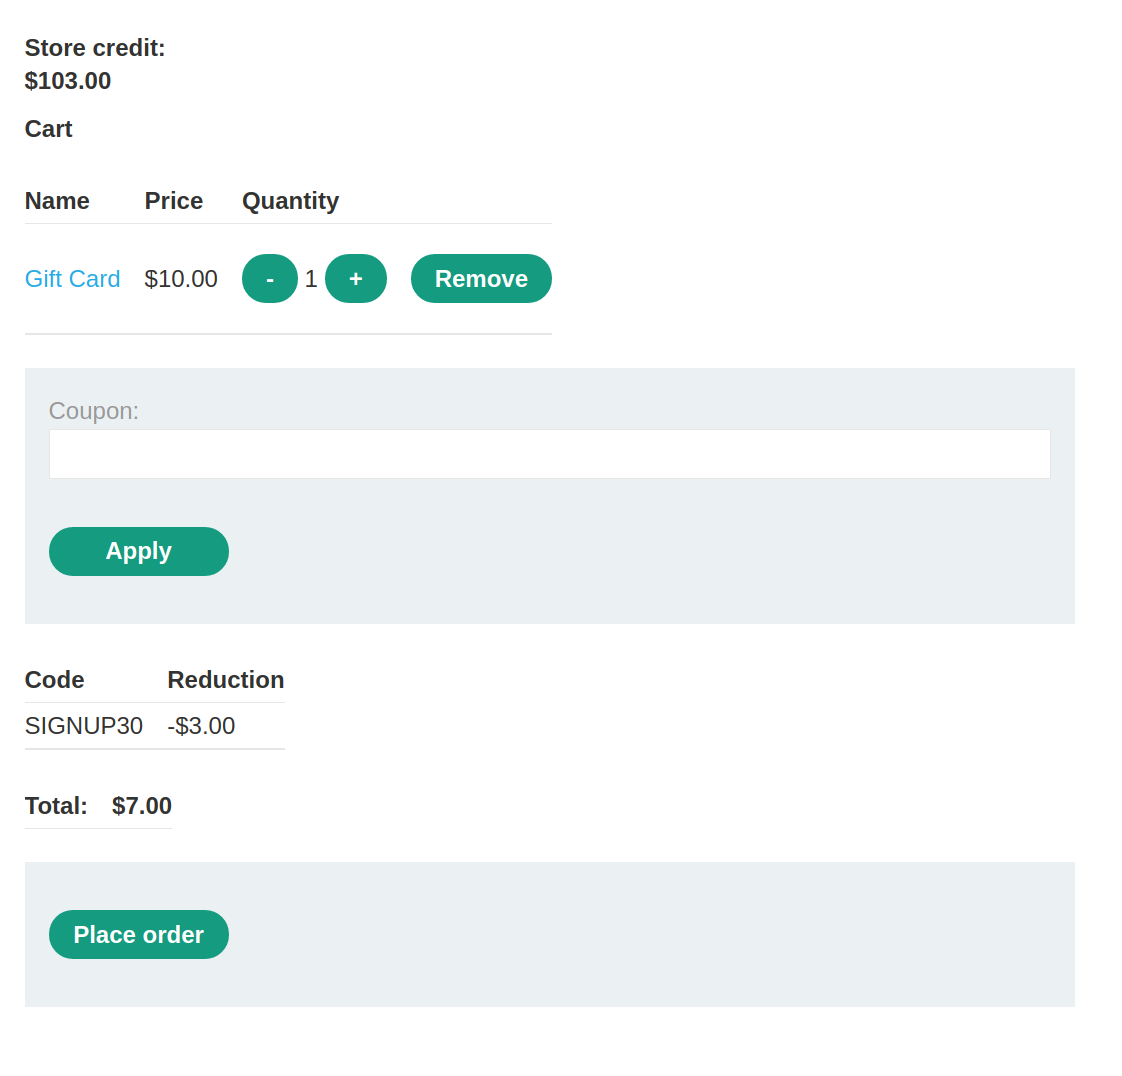 Store credit:
$103.00
Cart
Name Price Quantity
Gift Card $10.00 - 1 + Remove
Coupon:
Apply
Code Reduction
SIGNUP30 -$3.00
Total: $7.00
Place order